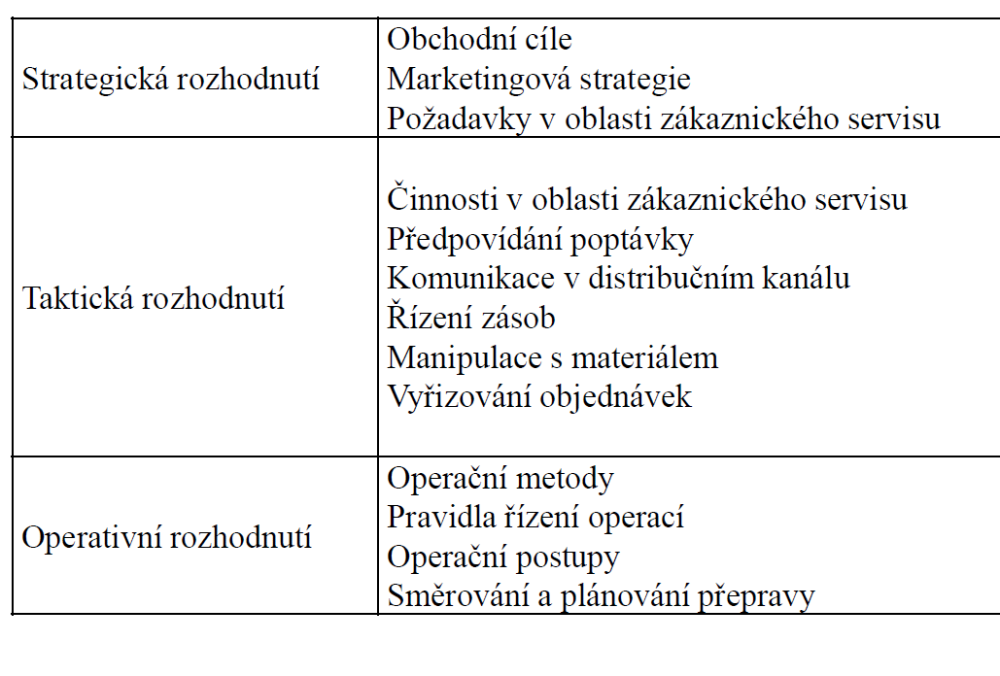 Strategická rozhodnutí
Obchodní cíle
Marketingová strategie
Požadavky v oblasti zákaznického servisu
Taktická rozhodnutí
Činnosti v oblasti zákaznického servisu
Předpovídání poptávky
Komunikace v distribučním kanálu
Řízení zásob
Manipulace s materiálem
Vyřizování objednávek
Operativní rozhodnutí
Operační metody
Pravidla řízení operací
Operační postupy
Směrování a plánování přepravy